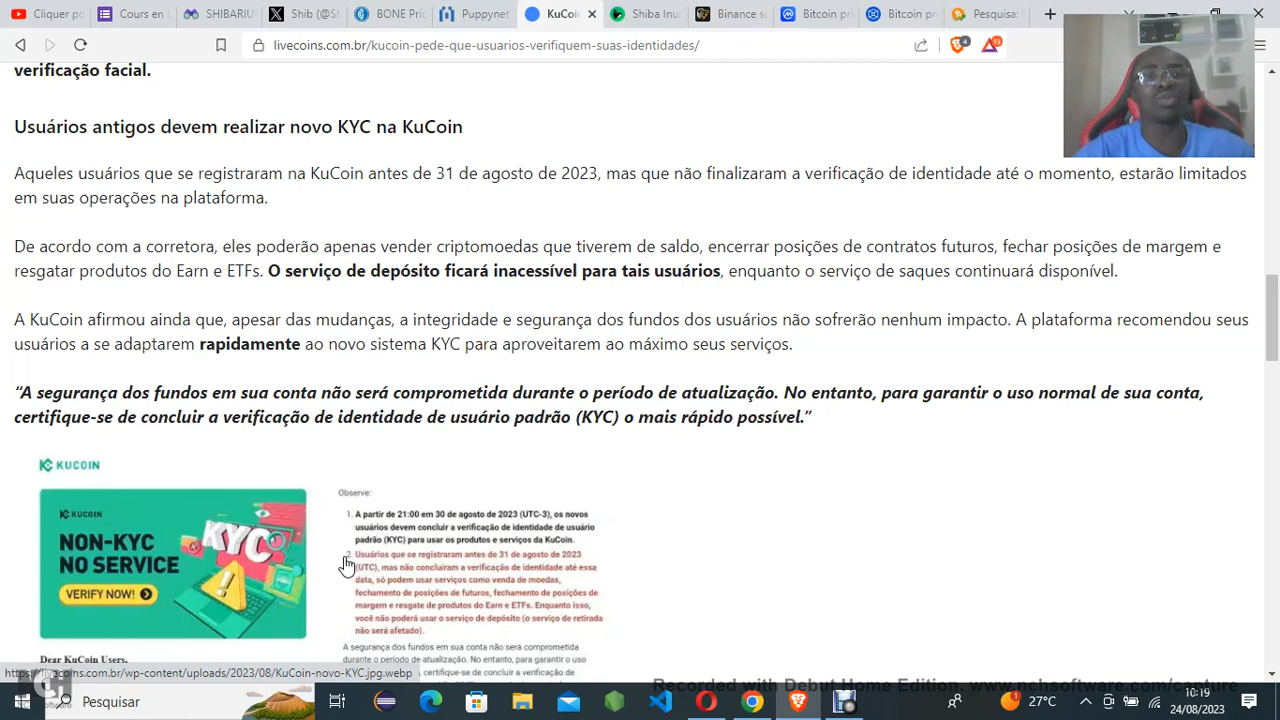 Cliquer po
Cours en l
SHIBARIU
Shib (@Sh
BONE Pric
Puppynet
KuCoin
Shiba Inu:
Binance su
Bitcoin pr
Bitcoin pr
Pesquisa:
livecoins.com.br/kucoin-pede-que-usuarios-verifiquem-suas-identidades/
4
13
verificação facial.
Usuários antigos devem realizar novo KYC na KuCoin
Aqueles usuários que se registraram na KuCoin antes de 31 de agosto de 2023, mas que não finalizaram a verificação de identidade até o momento, estarão limitados
em suas operações na plataforma.
De acordo com a corretora, eles poderão apenas vender criptomoedas que tiverem de saldo, encerrar posições de contratos futuros, fechar posições de margem e
resgatar produtos do Earn e ETFs. O serviço de depósito ficará inacessível para tais usuários, enquanto o serviço de saques continuará disponível.
A KuCoin afirmou ainda que, apesar das mudanças, a integridade e segurança dos fundos dos usuários não sofrerão nenhum impacto. A plataforma recomendou seus
usuários a se adaptarem rapidamente ao novo sistema KYC para aproveitarem ao máximo seus serviços.
“A segurança dos fundos em sua conta não será comprometida durante o período de atualização. No entanto, para garantir o uso normal de sua conta,
certifique-se de concluir a verificação de identidade de usuário padrão (KYC) o mais rápido possível.”
KUCOIN
KUCOIN
NON-KYC
NO SERVICE
VERIFY NOW!
KYC
Dear KuCoin Users,
Observe:
1. A partir de 21:00 em 30 de agosto de 2023 (UTC-3), os novos
usuários devem concluir a verificação de identidade de usuário
padrão (KYC) para usar os produtos e serviços da KuCoin.
2. Usuários que se registraram antes de 31 de agosto de 2023
(UTC), mas não concluíram a verificação de identidade até essa
data, só podem usar serviços como venda de moedas,
fechamento de posições de futuros, fechamento de posições de
margem e resgate de produtos do Earn e ETFs. Enquanto isso,
você não poderá usar o serviço de depósito (o serviço de retirada
não será afetado).
A segurança dos fundos em sua conta não será comprometida
durante o período de atualização. No entanto, para garantir o uso
certifique-se de concluir a verificação de
https://livecoins.com.br/wp-content/uploads/2023/08/KuCoin-novo-KYC.jpg.webp
Recorded with Debut Home Edition. www.nchsoftware.com/capture
Pesquisar
1
27°C
10:19
24/08/2023